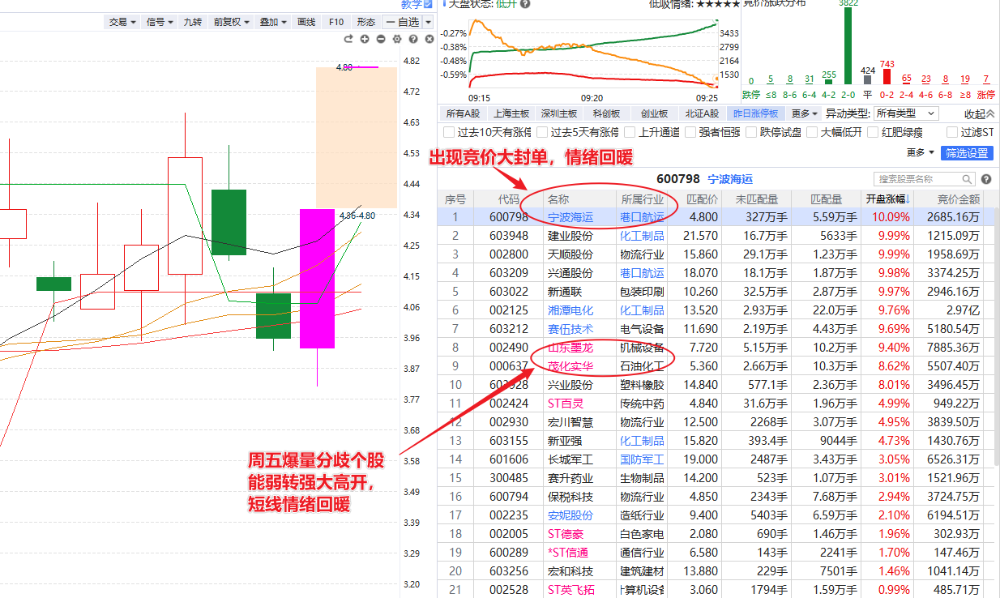 教学
大盘状态: 低开
低吸情绪: ★★★★★
竞价涨跌分布
交易 信号 九转 前复权 叠加 画线 F10 形态 一 自选
4.82
4.72
4.63
4.53
4.44
4.34
4.25
4.15
4.06
3.96
3.87
3.77
3.68
3.58
3.49
3.39
3.29
3.20
4.80
4.36-4.80
-0.27%
-0.38%
-0.48%
-0.59%
3433
2799
2164
1530
09:15 09:20 09:25
0 5 8 31 255 3822 424 743 65 23 8 19 7
跌停 ≤8 8-6 6-4 4-2 2-0 平 0-2 2-4 4-6 6-8 ≥8 涨停
所有A股 上海主板 深圳主板 科创板 创业板 北证A股 昨日涨停板 更多 异动类型: 所有类型 收起
过去10天有涨停 过去5天有涨停 上升通道 强者恒强 跌停试盘 大幅低开 红肥绿瘦 过滤ST
更多 筛选设置
出现竞价大封单，情绪回暖
600798 宁波海运 搜索股票名称
序号 代码 名称 所属行业 匹配价 未匹配量 匹配量 开盘涨幅↓ 竞价金额
1 600798 宁波海运 港口航运 4.800 327万手 5.59万手 10.09% 2685.16万
2 603948 建业股份 化工制品 21.570 16.7万手 5633手 9.99% 1215.09万
3 002800 天顺股份 物流行业 15.860 29.1万手 1.23万手 9.99% 1958.69万
4 603209 兴通股份 港口航运 18.070 18.1万手 1.87万手 9.98% 3374.25万
5 603022 新通联 包装印刷 10.260 32.5万手 2.87万手 9.97% 2946.16万
6 002125 湘潭电化 化工制品 13.520 2.93万手 22.0万手 9.76% 2.97亿
7 603212 赛伍技术 电气设备 11.690 2.19万手 4.43万手 9.69% 5180.54万
8 002490 山东墨龙 机械设备 7.720 5.15万手 10.2万手 9.40% 7885.36万
9 000637 茂化实华 石油化工 5.360 2.66万手 10.3万手 8.62% 5507.40万
10 603928 兴业股份 塑料橡胶 14.840 577.1手 2.36万手 8.01% 3496.45万
11 002424 ST百灵 传统中药 4.840 31.6万手 1.96万手 4.99% 949.22万
12 002930 宏川智慧 物流行业 12.500 2268手 3.07万手 4.95% 3839.50万
13 603155 新亚强 化工制品 15.820 393.4手 9044手 4.73% 1430.76万
14 601606 长城军工 国防军工 19.000 2487手 3.43万手 3.05% 6526.31万
15 300485 赛升药业 生物制品 14.200 523手 1.07万手 3.01% 1521.96万
16 600794 保税科技 物流行业 4.850 2343手 7.68万手 2.94% 3724.75万
17 002235 安妮股份 造纸行业 9.400 5403手 6.59万手 2.10% 6194.51万
18 002005 ST德豪 白色家电 2.080 690手 1.46万手 1.96% 302.93万
19 600289 *ST信通 通信行业 6.580 143手 2241手 1.70% 147.46万
20 603256 宏和科技 建筑建材 13.880 229手 7501手 1.46% 1041.14万
21 002528 ST英飞拓 计算机设备 3.060 1794手 1.59万手 0.99% 485.71万
周五爆量分歧个股
能弱转强大高开，
短线情绪回暖